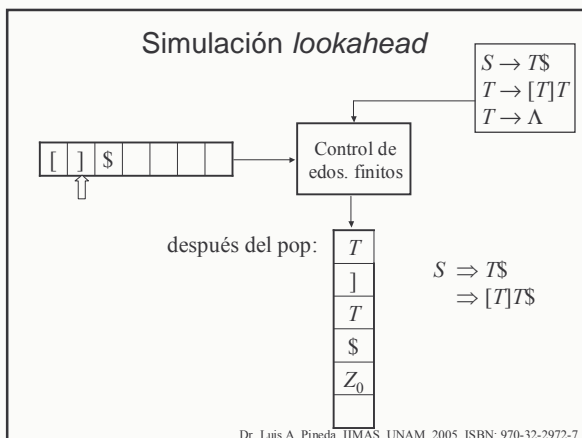 Simulación lookahead
S → T$
T → [T]T
T → Λ
[ ] $
Control de
edos. finitos
después del pop:
T
]
T
$
Z₀
S ⇒ T$
⇒ [T]T$
Dr. Luis A. Pineda, IIMAS, UNAM, 2005. ISBN: 970-32-2972-7